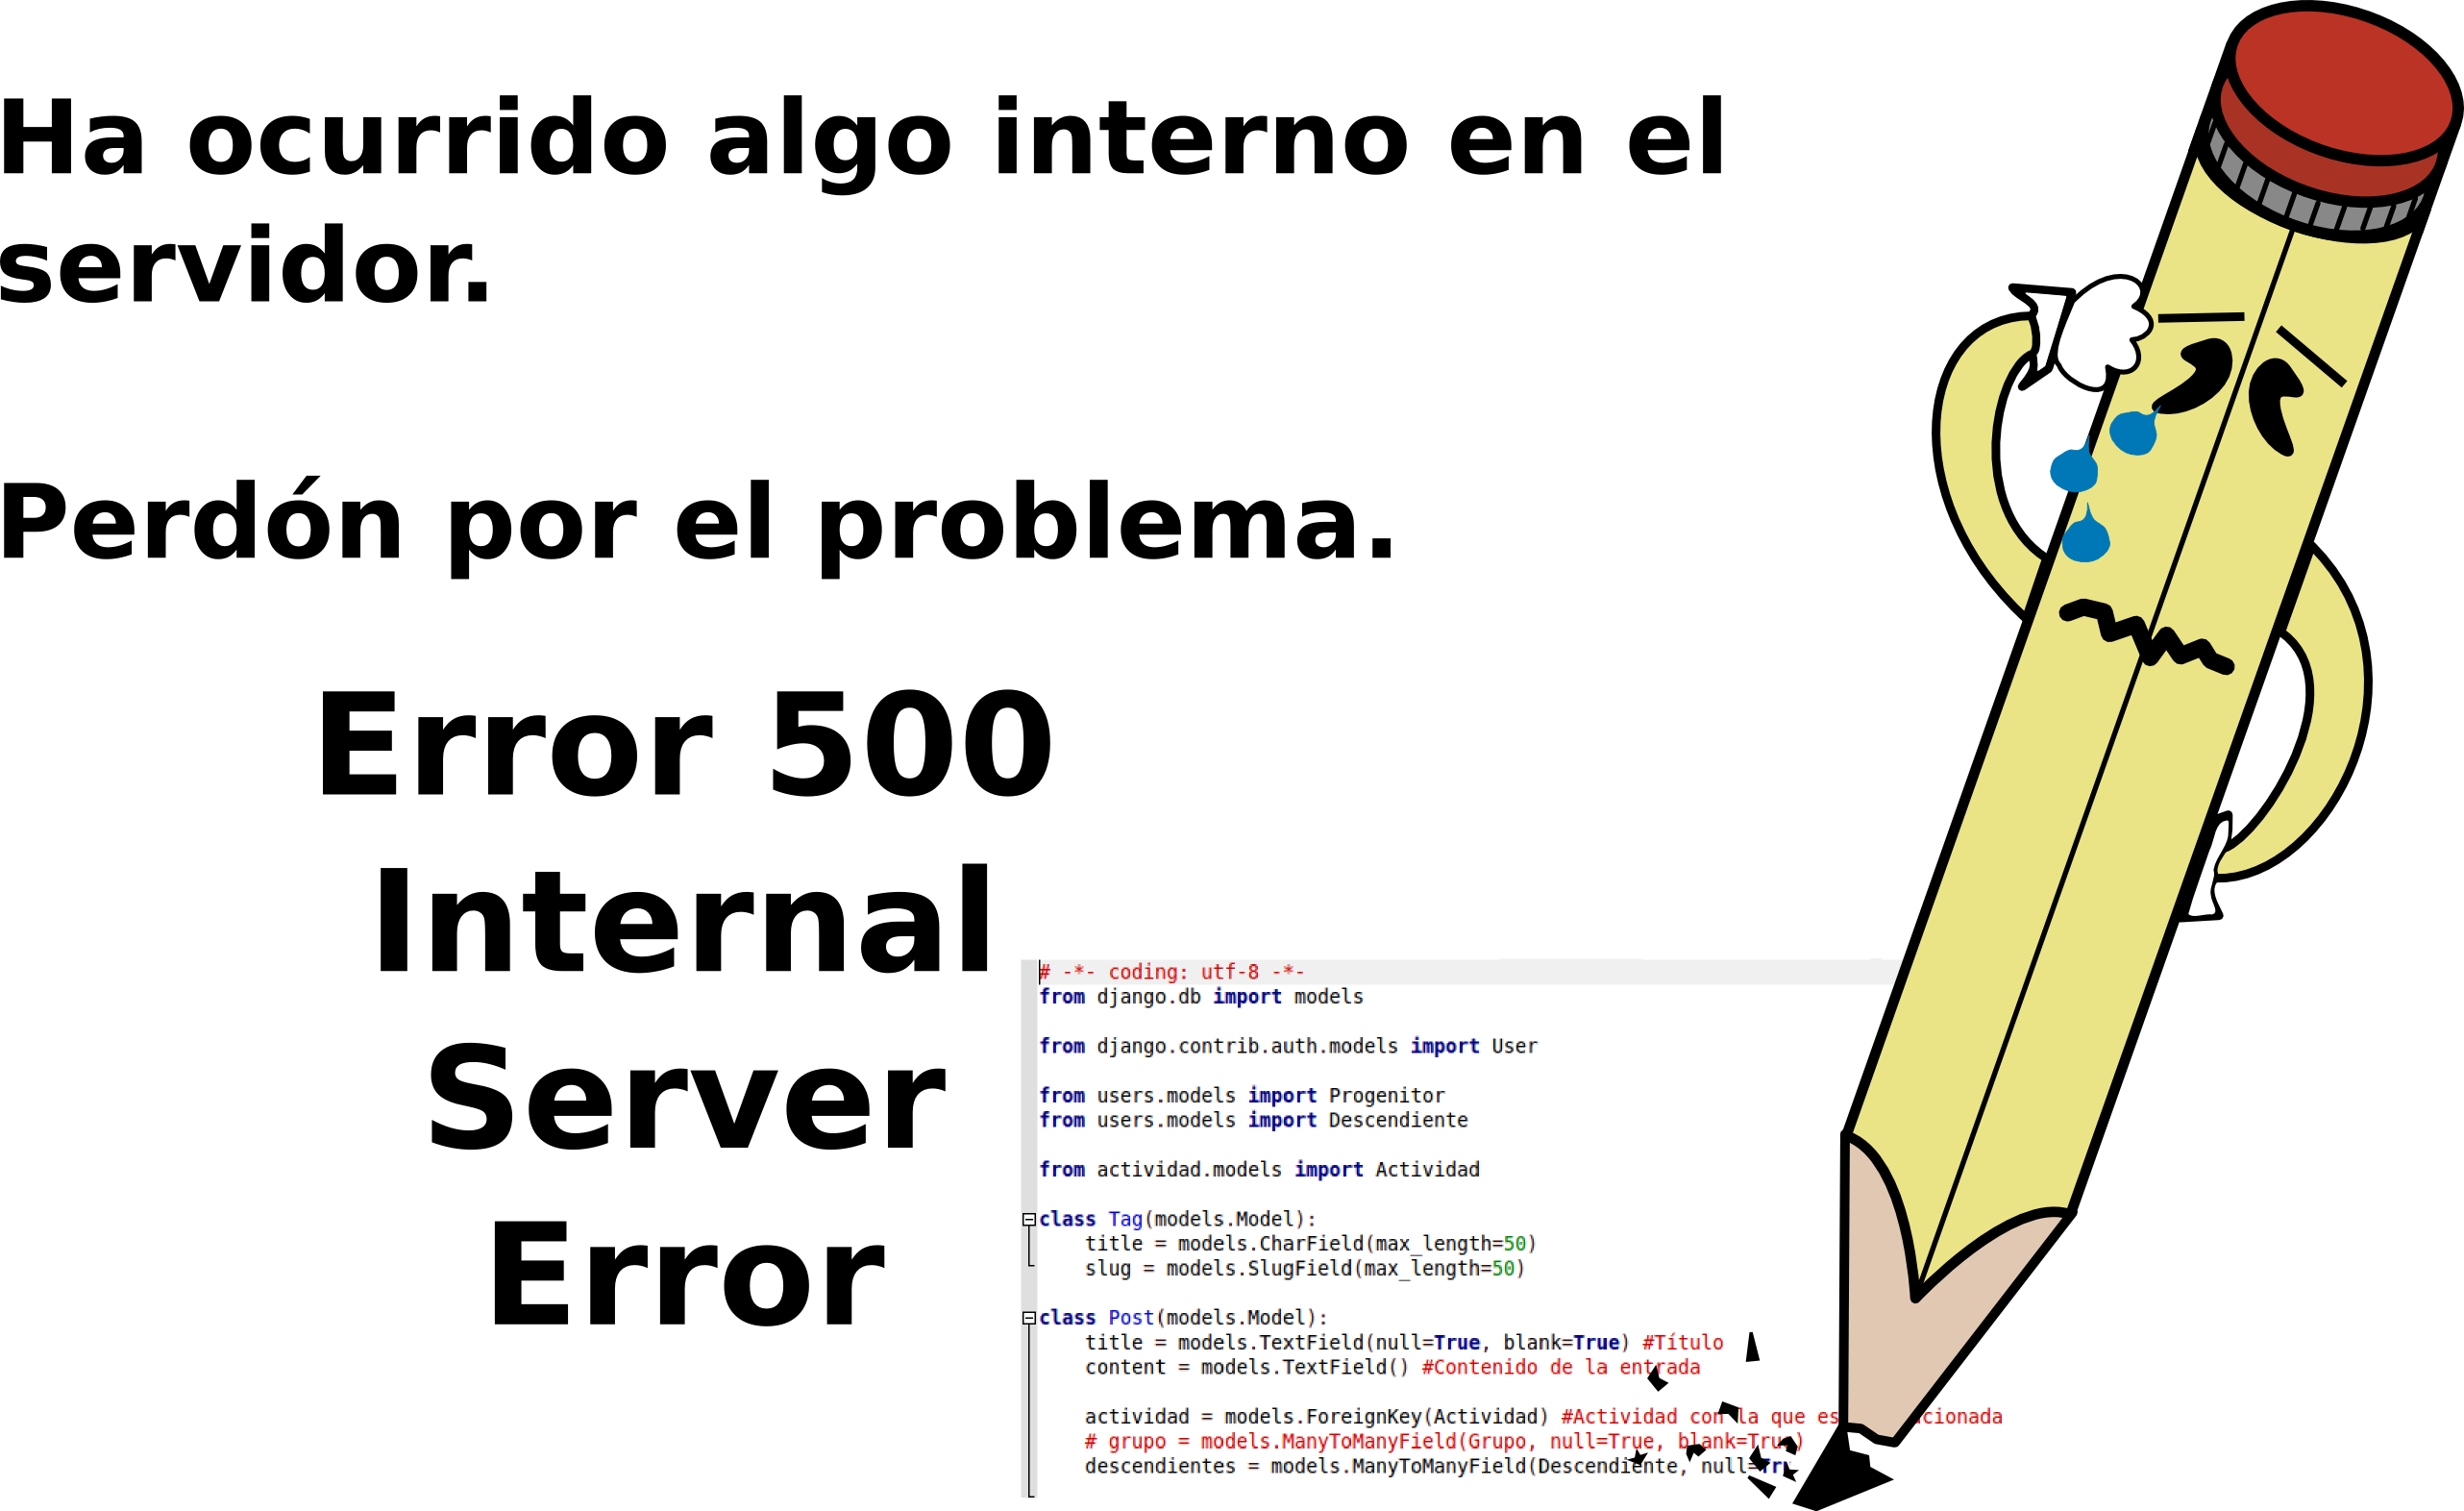 Ha ocurrido algo interno en el
servidor.
Perdón por el problema.
Error 500
Internal
Server
Error
# -*- coding: utf-8 -*-
from django.db import models
from django.contrib.auth.models import User
from users.models import Progenitor
from users.models import Descendiente
from actividad.models import Actividad
class Tag(models.Model):
    title = models.CharField(max_length=50)
    slug = models.SlugField(max_length=50)
class Post(models.Model):
    title = models.TextField(null=True, blank=True) #Título
    content = models.TextField() #Contenido de la entrada
    actividad = models.ForeignKey(Actividad) #Actividad con la que es
    # grupo = models.ManyToManyField(Grupo, null=True, blank=True)
    descendientes = models.ManyToManyField(Descendiente, null=